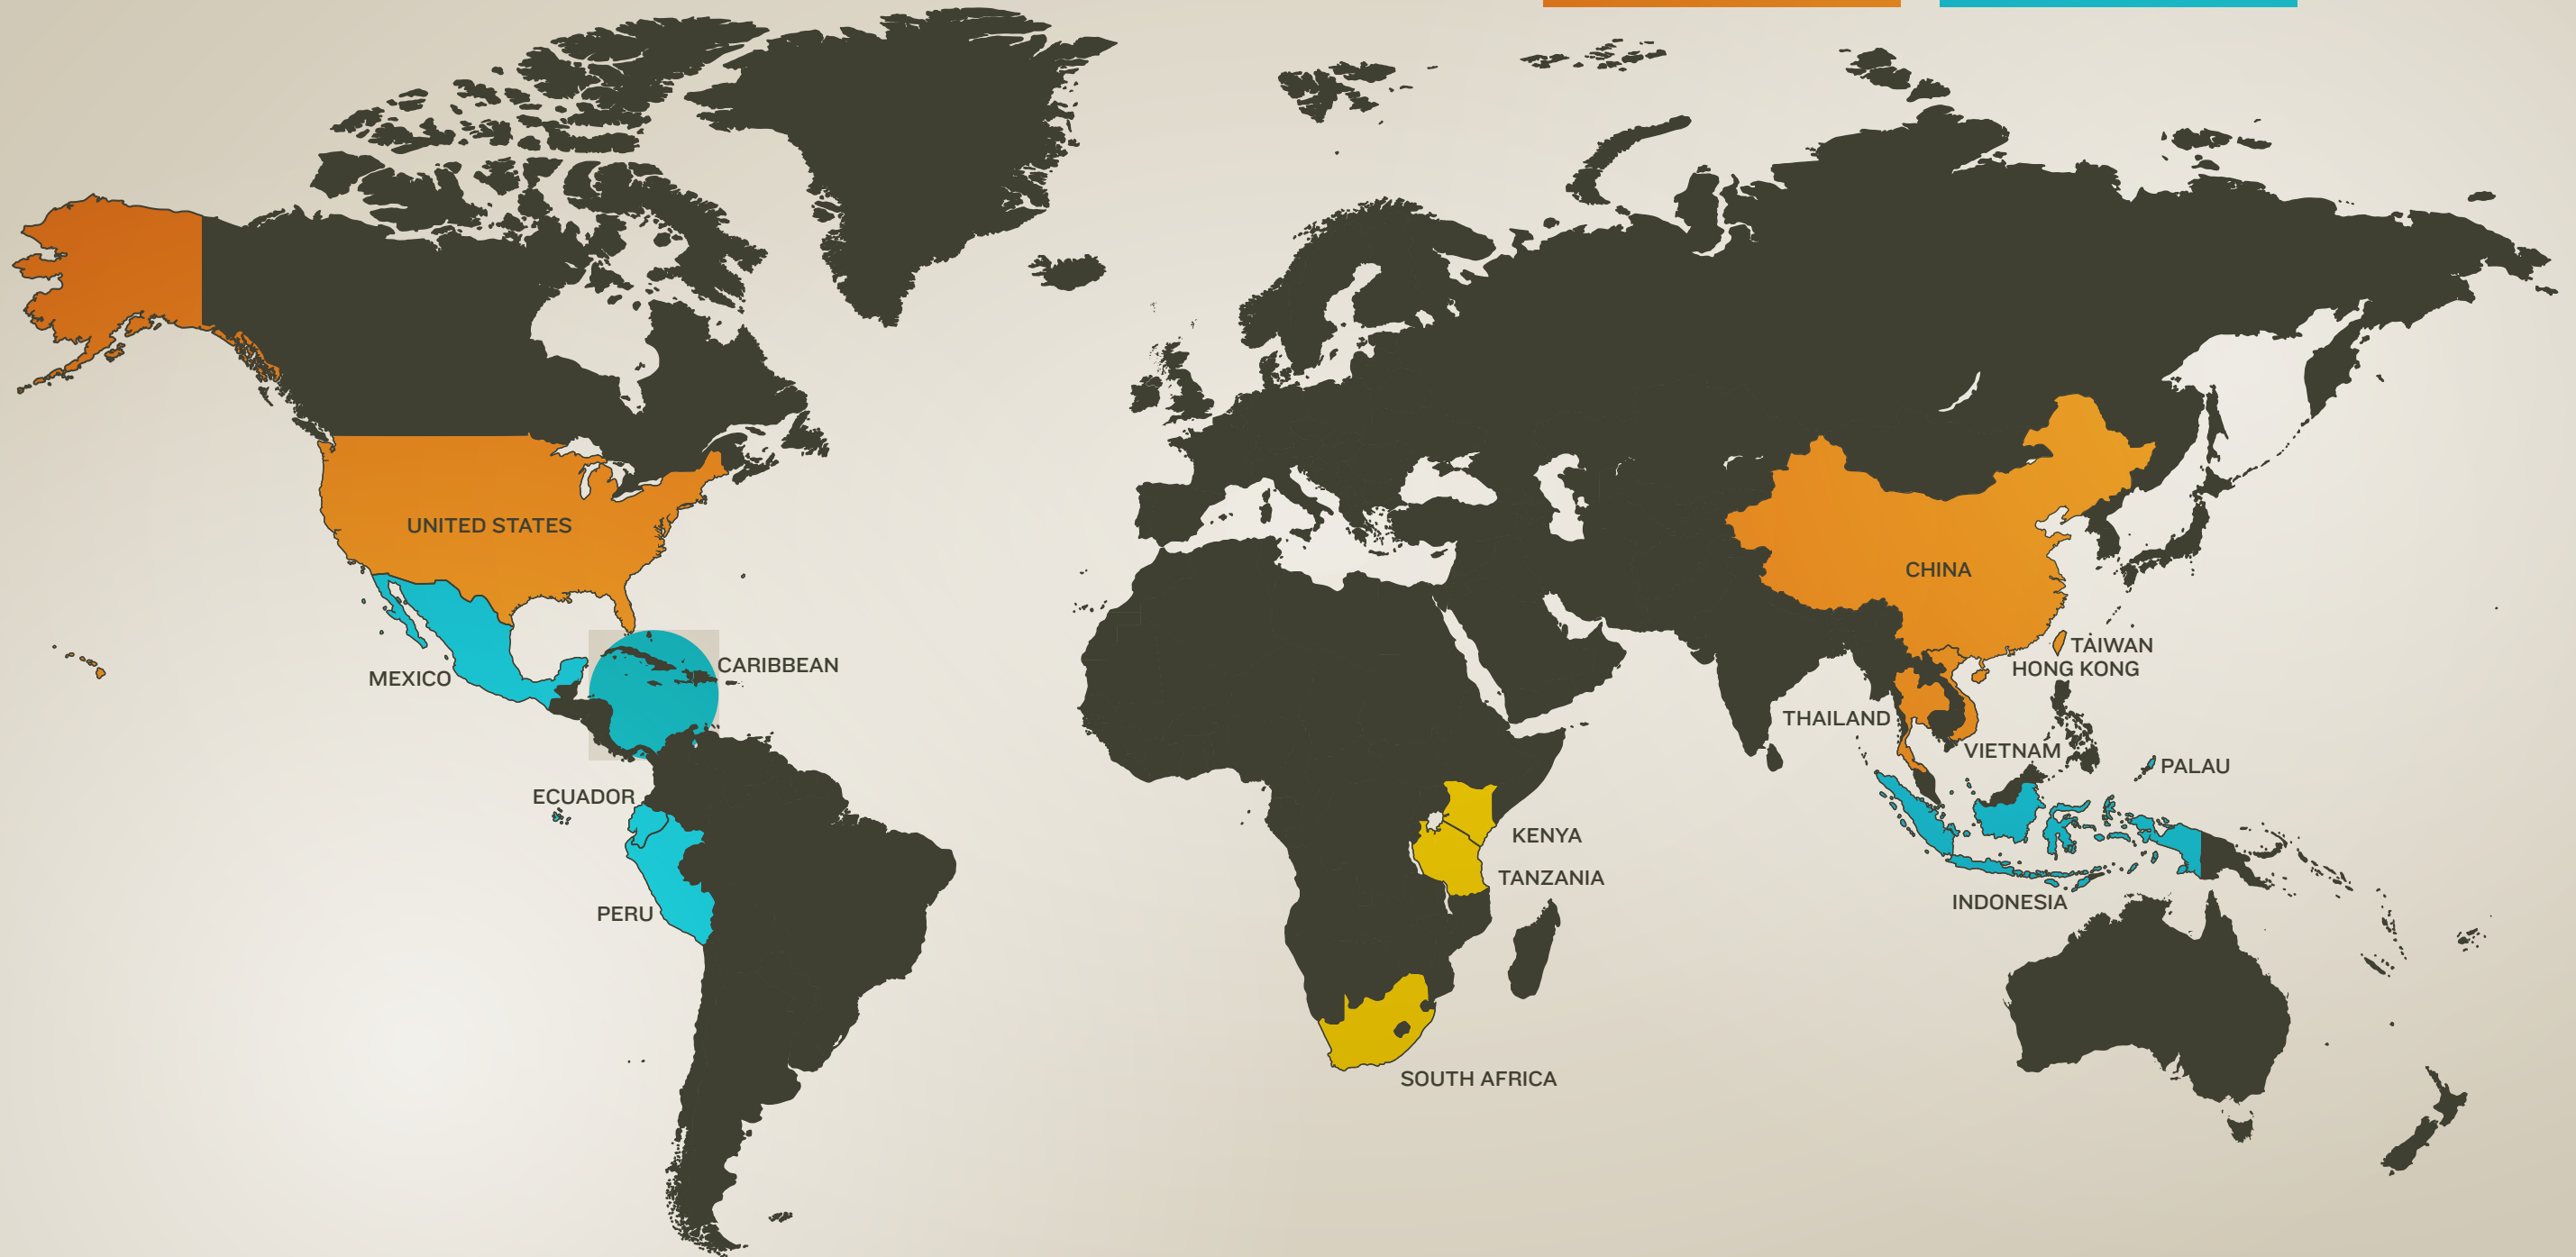 UNITED STATES
CHINA
TAIWAN
HONG KONG
CARIBBEAN
MEXICO
THAILAND
VIETNAM
PALAU
ECUADOR
KENYA
TANZANIA
INDONESIA
PERU
SOUTH AFRICA